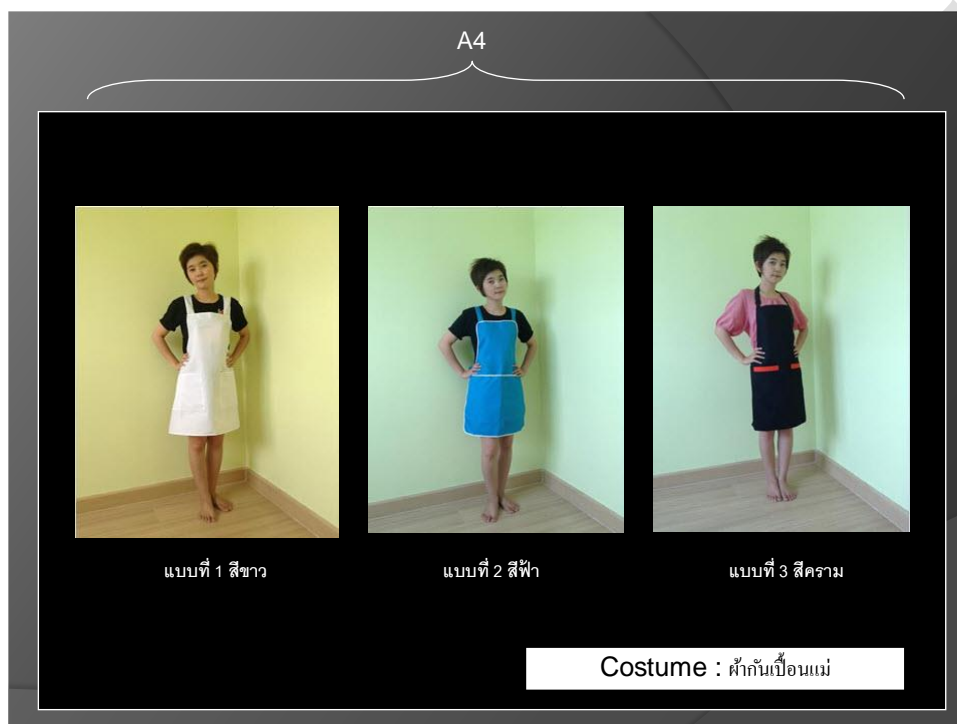 A4
แบบที่ 1 สีขาว
แบบที่ 2 สีฟ้า
แบบที่ 3 สีคราม
Costume : ผ้ากันเปื้อนแม่